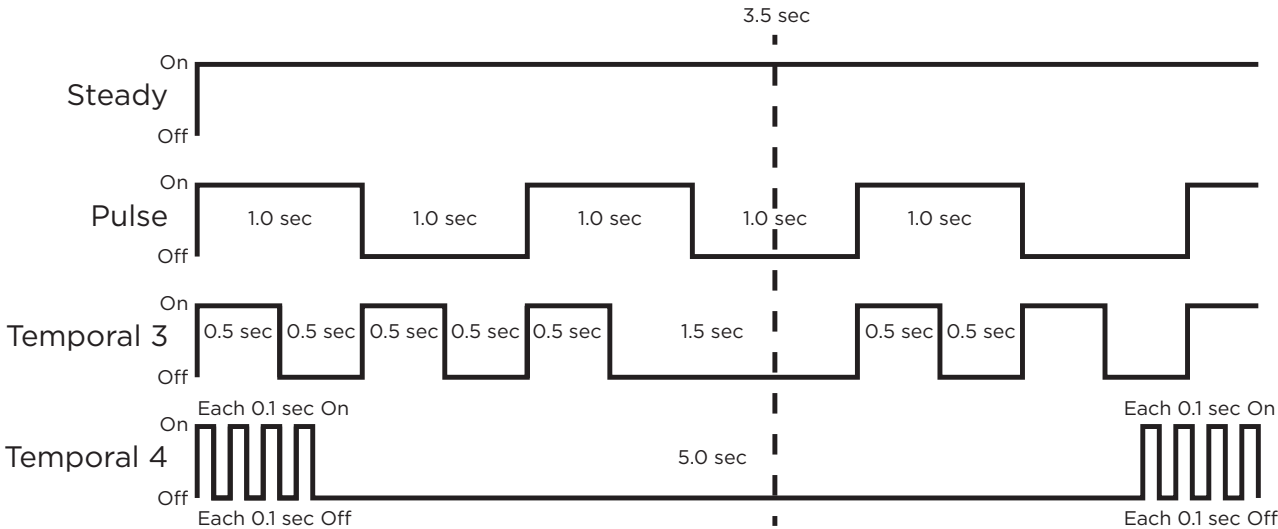 3.5 sec
On
Steady
Off
On
Pulse
1.0 sec 1.0 sec 1.0 sec 1.0 sec 1.0 sec
Off
On
Temporal 3
0.5 sec 0.5 sec 0.5 sec 0.5 sec 0.5 sec 1.5 sec 0.5 sec 0.5 sec
Off
Each 0.1 sec On Each 0.1 sec On
On
Temporal 4
5.0 sec
Off
Each 0.1 sec Off Each 0.1 sec Off